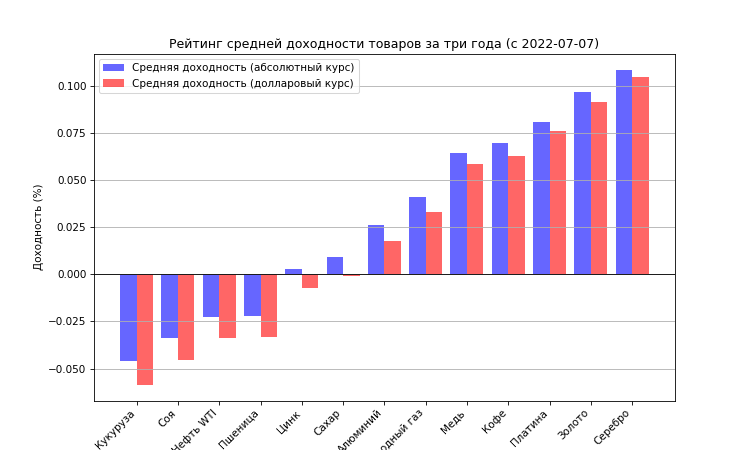 Рейтинг средней доходности товаров за три года (с 2022-07-07)
Средняя доходность (абсолютный курс)
Средняя доходность (долларовый курс)
Доходность (%)
0.100
0.075
0.050
0.025
0.000
−0.025
−0.050
Кукуруза
Соя
Нефть WTI
Пшеница
Цинк
Сахар
Алюминий
газ
Медь
Кофе
Платина
Золото
Серебро